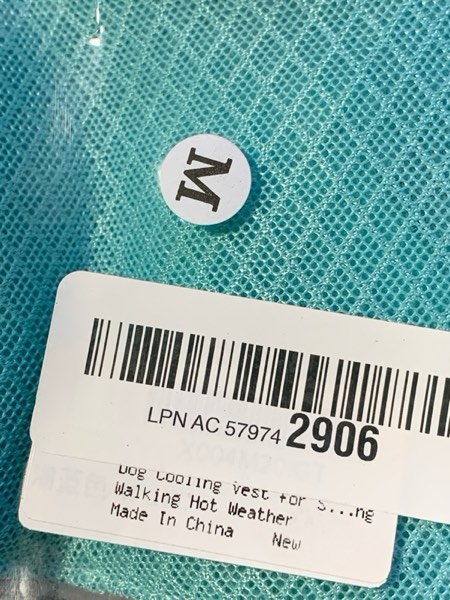 M
LPN AC 57974 2906
Dog Cooling Vest for S...ng
Walking Hot Weather
Made In China New